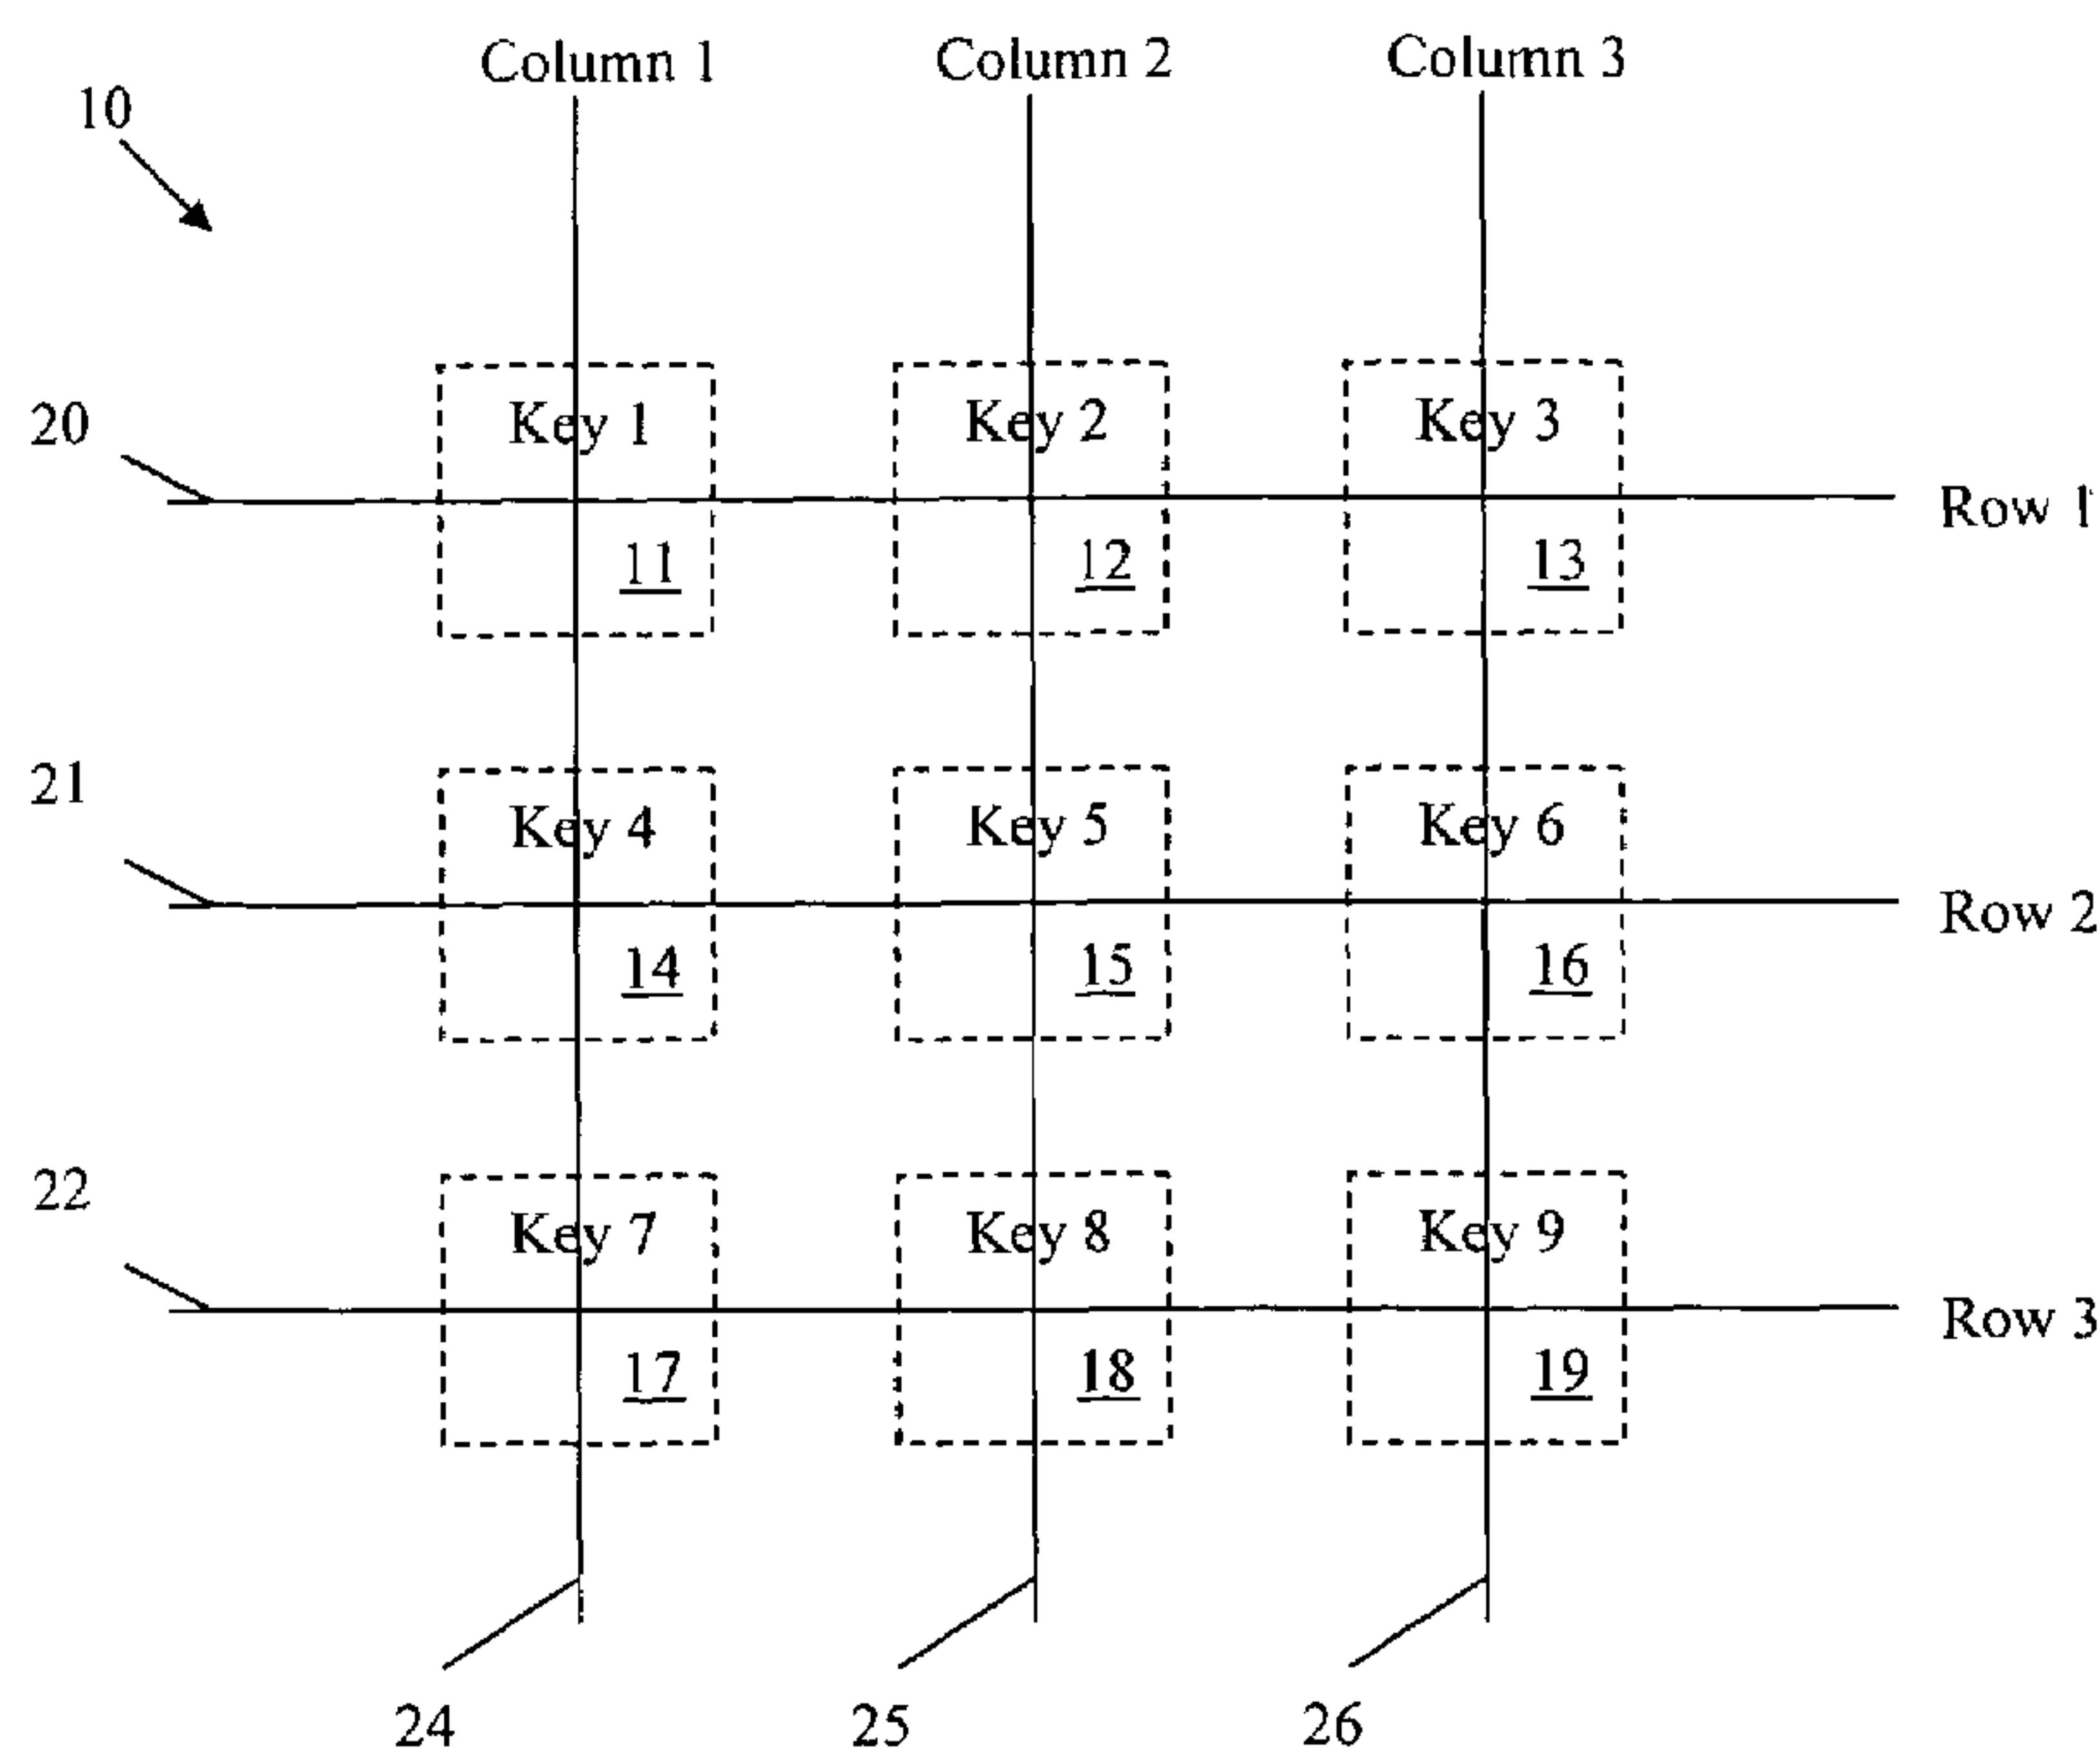 Column 1 Column 2 Column 3
10
Key 1 Key 2 Key 3
20
Row 1
11 12 13
21
Key 4 Key 5 Key 6
Row 2
14 15 16
22
Key 7 Key 8 Key 9
Row 3
17 18 19
24 25 26